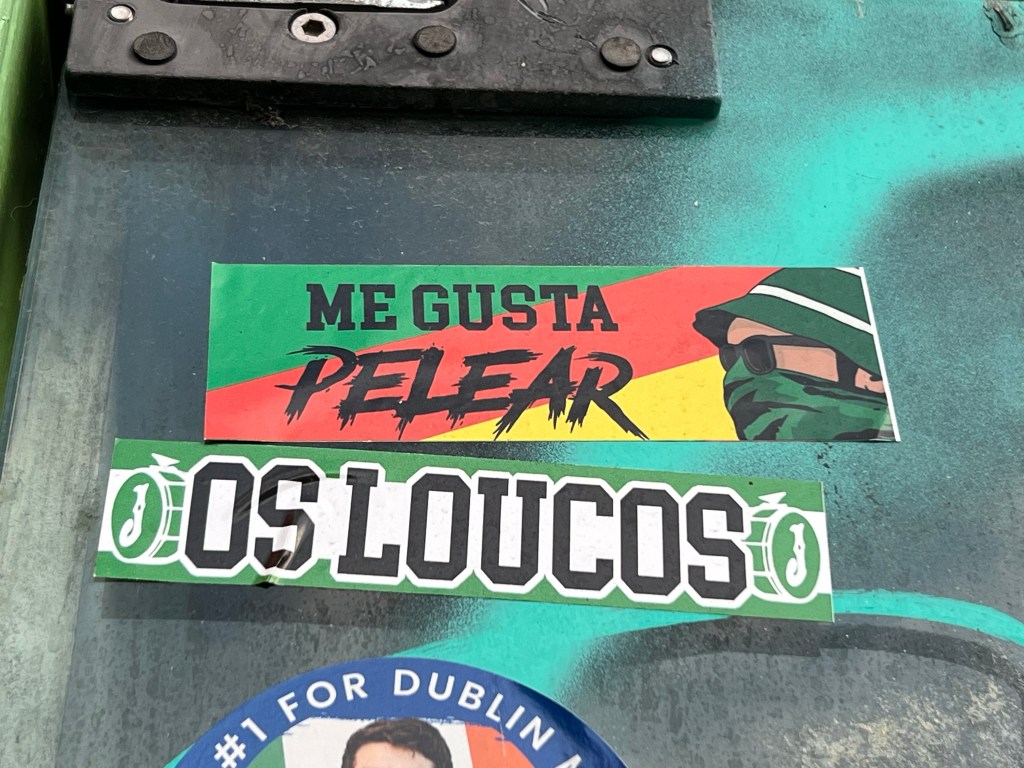 ME GUSTA
PELEAR
OS LOUCOS
#1 FOR DUBLIN